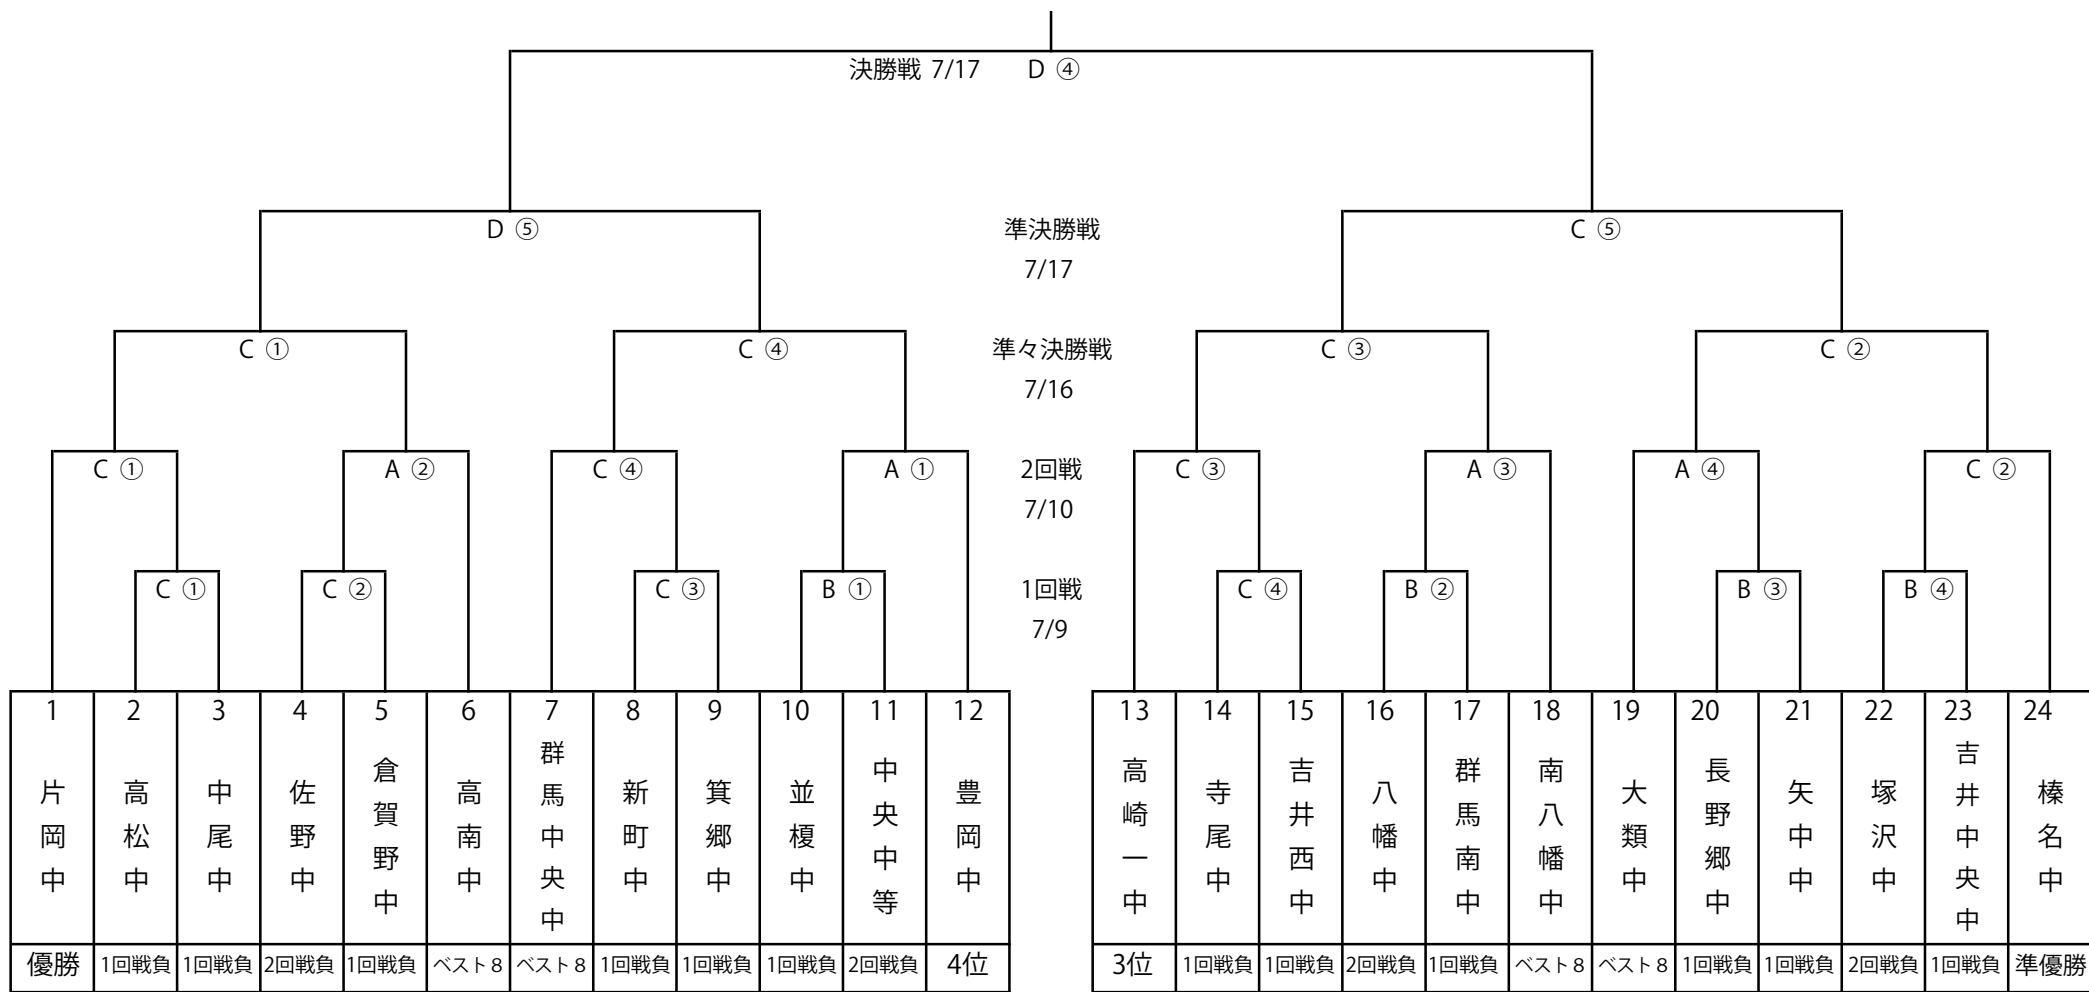 決勝戦 7/17 D ④
D ⑤ 準決勝戦 C ⑤
7/17
C ① C ④ 準々決勝戦 C ③ C ②
7/16
C ① A ② C ④ A ① 2回戦 C ③ A ③ A ④ C ②
7/10
C ① C ② C ③ B ① 1回戦 C ④ B ② B ③ B ④
7/9
1 2 3 4 5 6 7 8 9 10 11 12 13 14 15 16 17 18 19 20 21 22 23 24
片岡中
高松中
中尾中
佐野中
倉賀野中
高南中
群馬中央中
新町中
箕郷中
並榎中
中央中等
豊岡中
高崎一中
寺尾中
吉井西中
八幡中
群馬南中
南八幡中
大類中
長野郷中
矢中中
塚沢中
吉井中央中
榛名中
優勝 1回戦負 1回戦負 2回戦負 1回戦負 ベスト8 ベスト8 1回戦負 1回戦負 1回戦負 2回戦負 4位 3位 1回戦負 1回戦負 2回戦負 1回戦負 ベスト8 ベスト8 1回戦負 1回戦負 2回戦負 1回戦負 準優勝